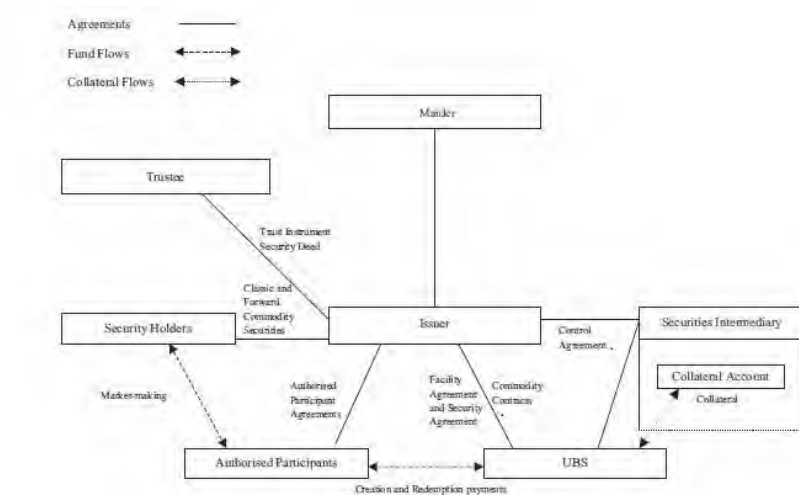 Agreements
Fund Flows
Collateral Flows
Manler
Trustee
Trust Instrument
Security Deed
Classic and
Forward
Commodity
Securities
Security Holders
Issuer
Control
Agreement
Securities Intermediary
Collateral Account
Collateral
Market-making
Authorised
Participant
Agreements
Facility
Agreement
and Security
Agreement
Commodity
Contracts
Authorised Participants
UBS
Creation and Redemption payments